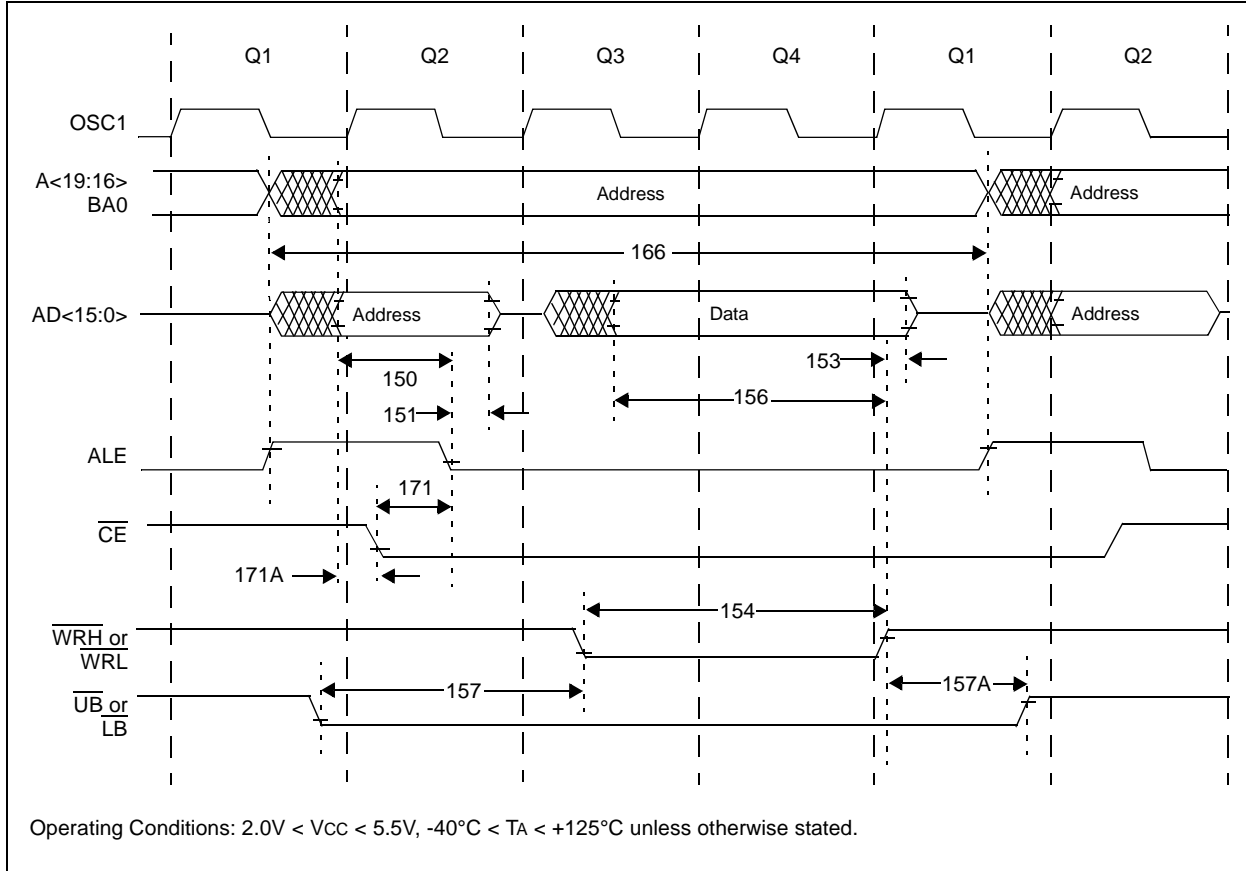 Q1 Q2 Q3 Q4 Q1 Q2
OSC1
A<19:16>
BA0
Address
Address
166
AD<15:0>
Address
Data
Address
150
153
151
156
ALE
171
CE
171A
154
WRH or
WRL
157
157A
UB or
LB
Operating Conditions: 2.0V < VCC < 5.5V, -40°C < TA < +125°C unless otherwise stated.